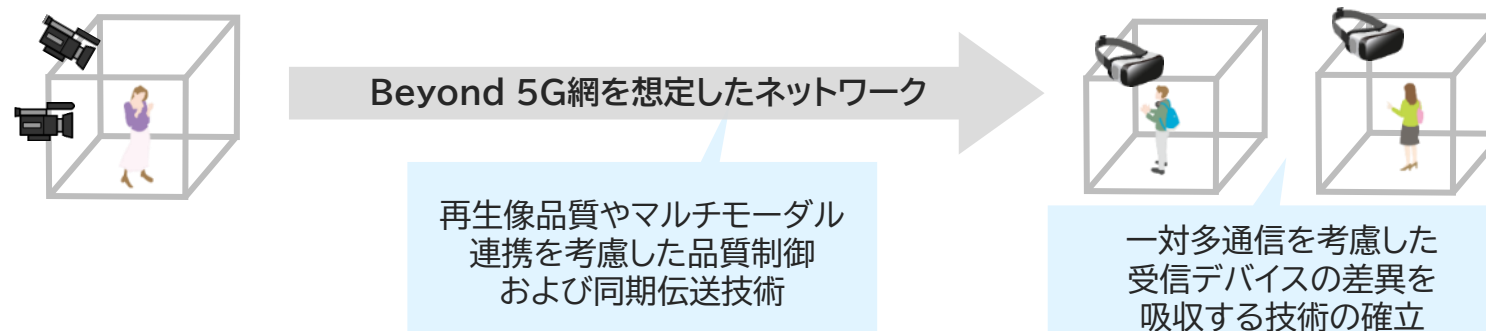 Beyond 5G網を想定したネットワーク
再生像品質やマルチモーダル
連携を考慮した品質制御
および同期伝送技術
一対多通信を考慮した
受信デバイスの差異を
吸収する技術の確立